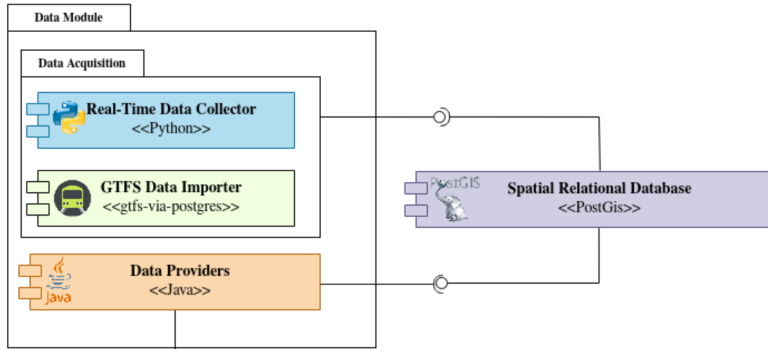 Data Module
Data Acquisition
Real-Time Data Collector
<<Python>>
GTFS Data Importer
<<gtfs-via-postgres>>
PostGIS
Spatial Relational Database
<<PostGis>>
Data Providers
<<Java>>
Java